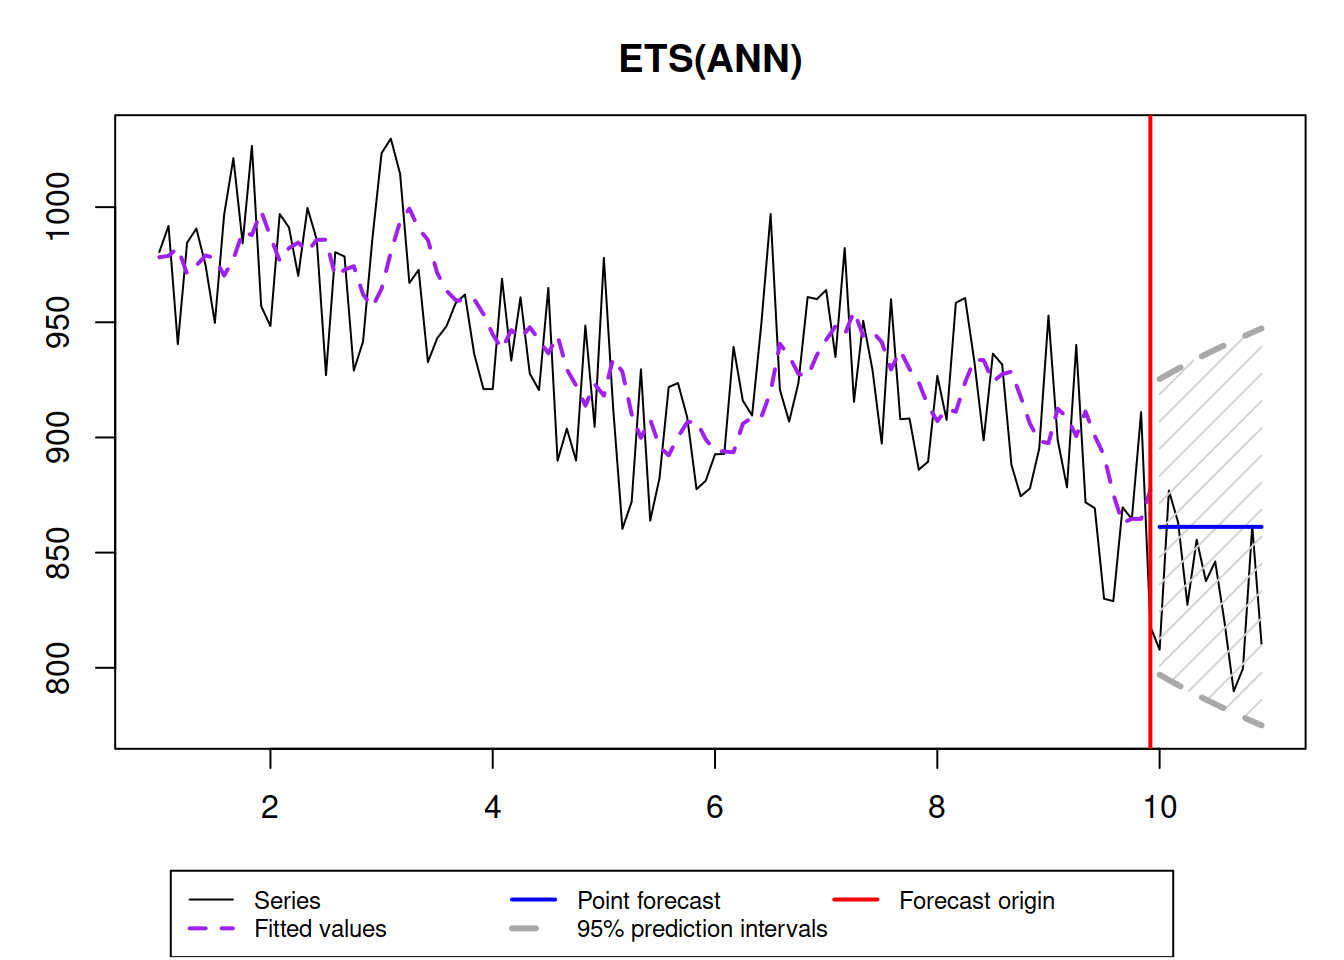 ETS(ANN)
1000
950
900
850
800
2 4 6 8 10
Series Point forecast Forecast origin
Fitted values 95% prediction intervals